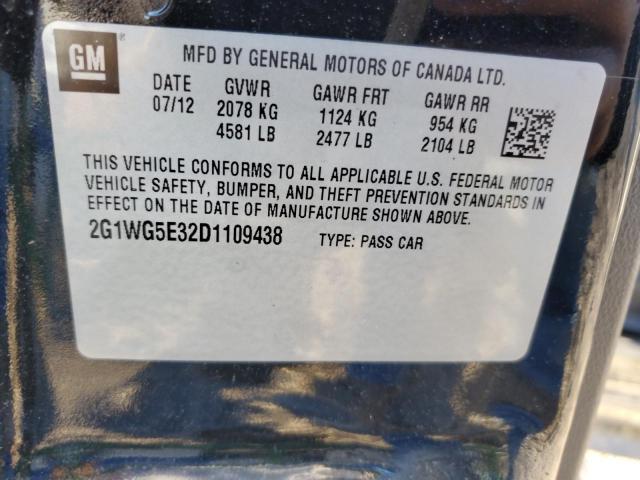 GM ®
MFD BY GENERAL MOTORS OF CANADA LTD.
DATE GVWR GAWR FRT GAWR RR
07/12 2078 KG 1124 KG 954 KG
4581 LB 2477 LB 2104 LB
THIS VEHICLE CONFORMS TO ALL APPLICABLE U.S. FEDERAL MOTOR
VEHICLE SAFETY, BUMPER, AND THEFT PREVENTION STANDARDS IN
EFFECT ON THE DATE OF MANUFACTURE SHOWN ABOVE.
2G1WG5E32D1109438 TYPE: PASS CAR